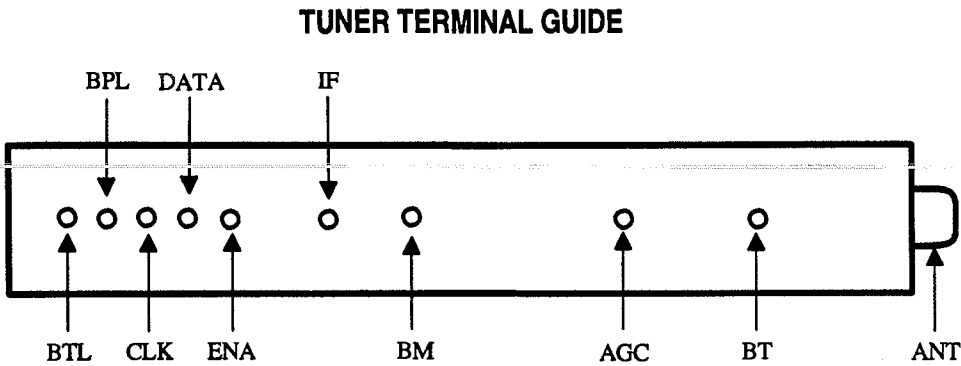 TUNER TERMINAL GUIDE
BPL DATA IF
BTL CLK ENA BM AGC BT ANT